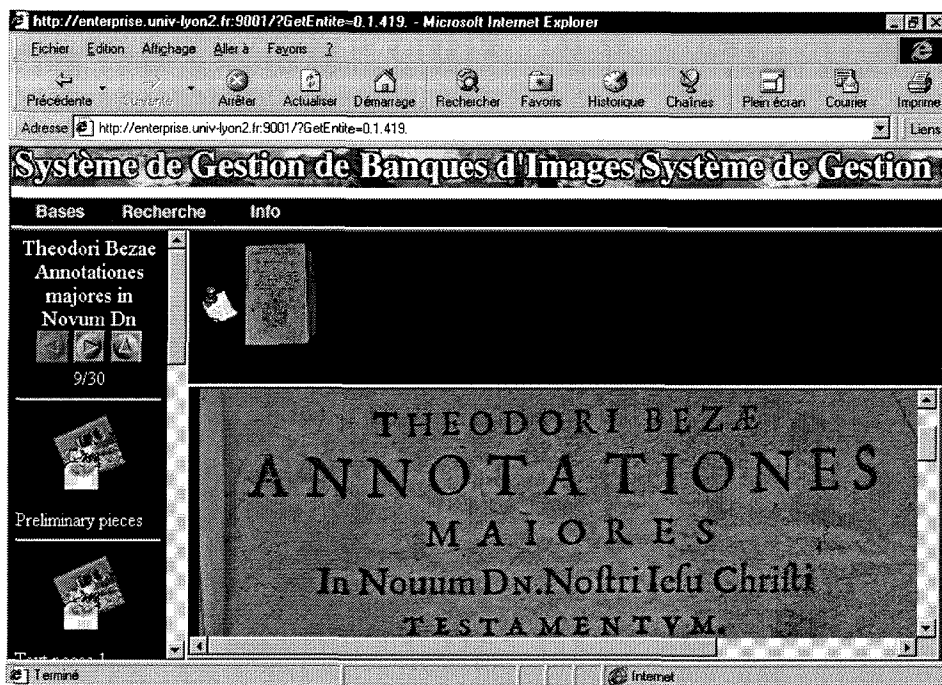 http://enterprise.univ-lyon2.fr:9001/?GetEntite=0.1.419. - Microsoft Internet Explorer
Fichier Edition Affichage Aller à Favoris ?
Précédente Suivante Arrêter Actualiser Démarrage Rechercher Favoris Historique Chaînes Plein écran Courrier Imprime
Adresse http://enterprise.univ-lyon2.fr:9001/?GetEntite=0.1.419. Liens
Système de Gestion de Banques d'Images Système de Gestion
Bases Recherche Info
Theodori Bezae
Annotationes
majores in
Novum Dn
9/30
Preliminary pieces
THEODORI BEZÆ
ANNOTATIONES
MAIORES
In Nouum DN. Noſtri Ieſu Chriſti
TESTAMENTVM.
Terminé Internet